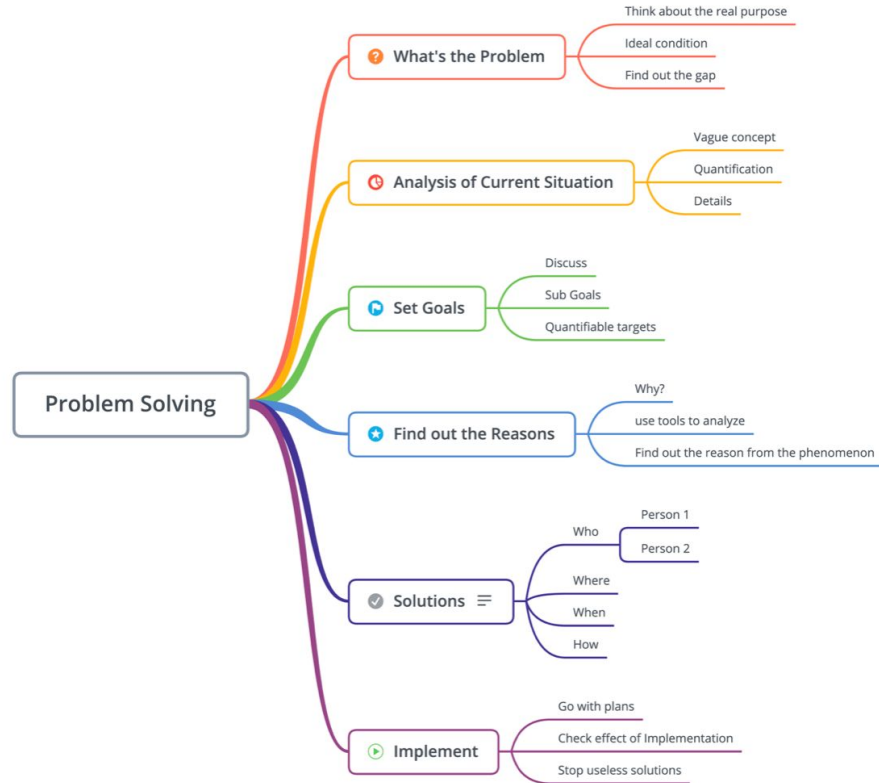 Problem Solving
What's the Problem
Think about the real purpose
Ideal condition
Find out the gap
Analysis of Current Situation
Vague concept
Quantification
Details
Set Goals
Discuss
Sub Goals
Quantifiable targets
Find out the Reasons
Why?
use tools to analyze
Find out the reason from the phenomenon
Solutions
Who
Person 1
Person 2
Where
When
How
Implement
Go with plans
Check effect of Implementation
Stop useless solutions